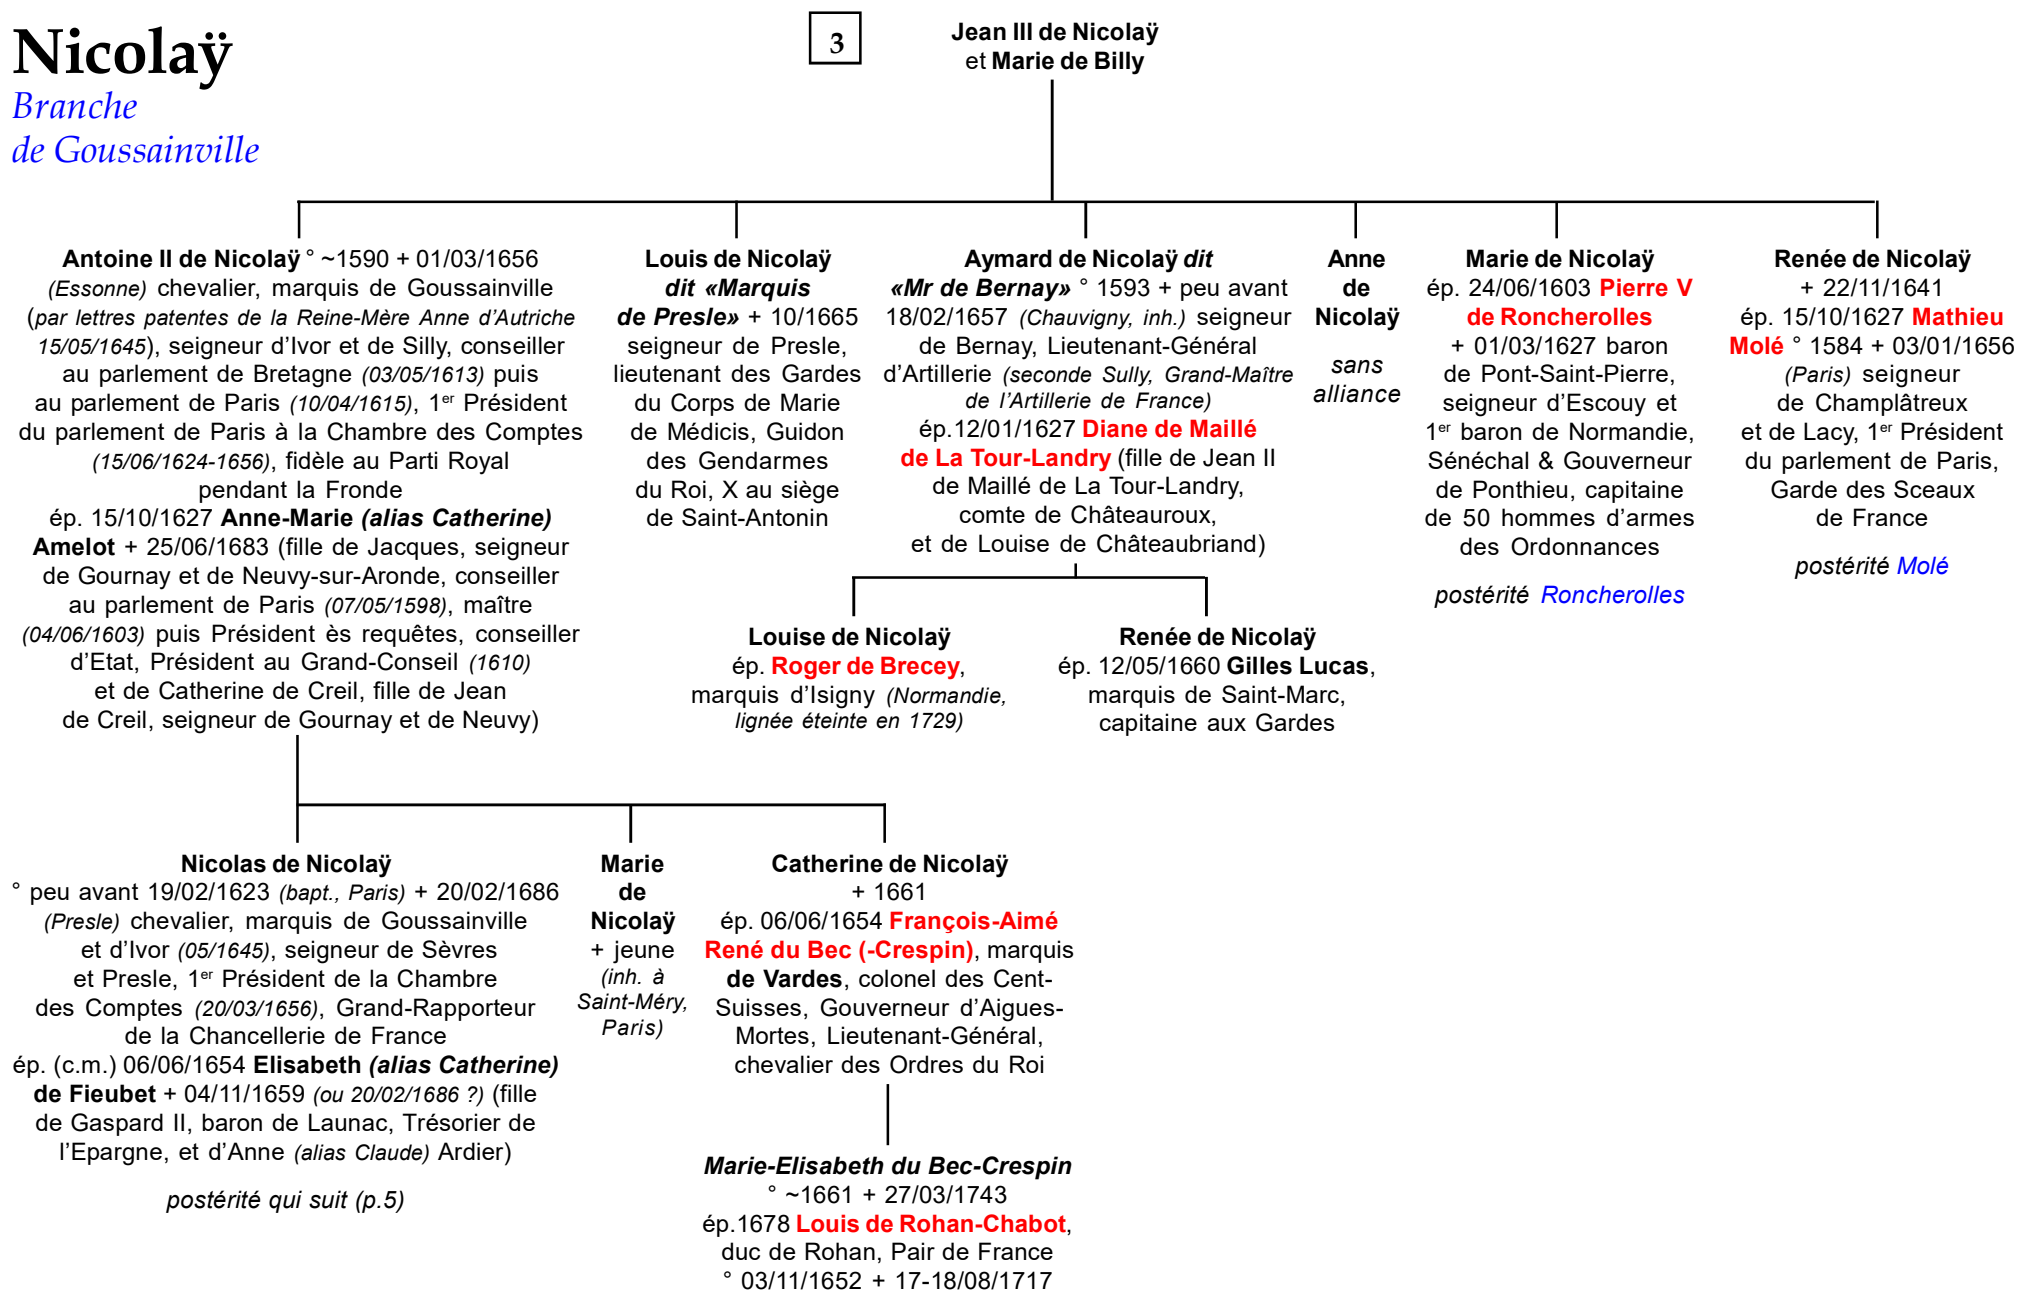 Nicolaÿ
Branche
de Goussainville
3
Jean III de Nicolaÿ
et Marie de Billy
Antoine II de Nicolaÿ ° ~1590 + 01/03/1656
(Essonne) chevalier, marquis de Goussainville
(par lettres patentes de la Reine-Mère Anne d'Autriche
15/05/1645), seigneur d'Ivor et de Silly, conseiller
au parlement de Bretagne (03/05/1613) puis
au parlement de Paris (10/04/1615), 1er Président
du parlement de Paris à la Chambre des Comptes
(15/06/1624-1656), fidèle au Parti Royal
pendant la Fronde
ép. 15/10/1627 Anne-Marie (alias Catherine)
Amelot + 25/06/1683 (fille de Jacques, seigneur
de Gournay et de Neuvy-sur-Aronde, conseiller
au parlement de Paris (07/05/1598), maître
(04/06/1603) puis Président ès requêtes, conseiller
d'Etat, Président au Grand-Conseil (1610)
et de Catherine de Creil, fille de Jean
de Creil, seigneur de Gournay et de Neuvy)
Louis de Nicolaÿ
dit «Marquis
de Presle» + 10/1665
seigneur de Presle,
lieutenant des Gardes
du Corps de Marie
de Médicis, Guidon
des Gendarmes
du Roi, X au siège
de Saint-Antonin
Aymard de Nicolaÿ dit
«Mr de Bernay» ° 1593 + peu avant
18/02/1657 (Chauvigny, inh.) seigneur
de Bernay, Lieutenant-Général
d'Artillerie (seconde Sully, Grand-Maître
de l'Artillerie de France)
ép.12/01/1627 Diane de Maillé
de La Tour-Landry (fille de Jean II
de Maillé de La Tour-Landry,
comte de Châteauroux,
et de Louise de Châteaubriand)
Anne
de
Nicolaÿ
sans
alliance
Marie de Nicolaÿ
ép. 24/06/1603 Pierre V
de Roncherolles
+ 01/03/1627 baron
de Pont-Saint-Pierre,
seigneur d'Escouy et
1er baron de Normandie,
Sénéchal & Gouverneur
de Ponthieu, capitaine
de 50 hommes d'armes
des Ordonnances
postérité Roncherolles
Renée de Nicolaÿ
+ 22/11/1641
ép. 15/10/1627 Mathieu
Molé ° 1584 + 03/01/1656
(Paris) seigneur
de Champlâtreux
et de Lacy, 1er Président
du parlement de Paris,
Garde des Sceaux
de France
postérité Molé
Louise de Nicolaÿ
ép. Roger de Brecey,
marquis d'Isigny (Normandie,
lignée éteinte en 1729)
Renée de Nicolaÿ
ép. 12/05/1660 Gilles Lucas,
marquis de Saint-Marc,
capitaine aux Gardes
Nicolas de Nicolaÿ
° peu avant 19/02/1623 (bapt., Paris) + 20/02/1686
(Presle) chevalier, marquis de Goussainville
et d'Ivor (05/1645), seigneur de Sèvres
et Presle, 1er Président de la Chambre
des Comptes (20/03/1656), Grand-Rapporteur
de la Chancellerie de France
ép. (c.m.) 06/06/1654 Elisabeth (alias Catherine)
de Fieubet + 04/11/1659 (ou 20/02/1686 ?) (fille
de Gaspard II, baron de Launac, Trésorier de
l'Epargne, et d'Anne (alias Claude) Ardier)
postérité qui suit (p.5)
Marie
de
Nicolaÿ
+ jeune
(inh. à
Saint-Méry,
Paris)
Catherine de Nicolaÿ
+ 1661
ép. 06/06/1654 François-Aimé
René du Bec (-Crespin), marquis
de Vardes, colonel des Cent-
Suisses, Gouverneur d'Aigues-
Mortes, Lieutenant-Général,
chevalier des Ordres du Roi
Marie-Elisabeth du Bec-Crespin
° ~1661 + 27/03/1743
ép.1678 Louis de Rohan-Chabot,
duc de Rohan, Pair de France
° 03/11/1652 + 17-18/08/1717